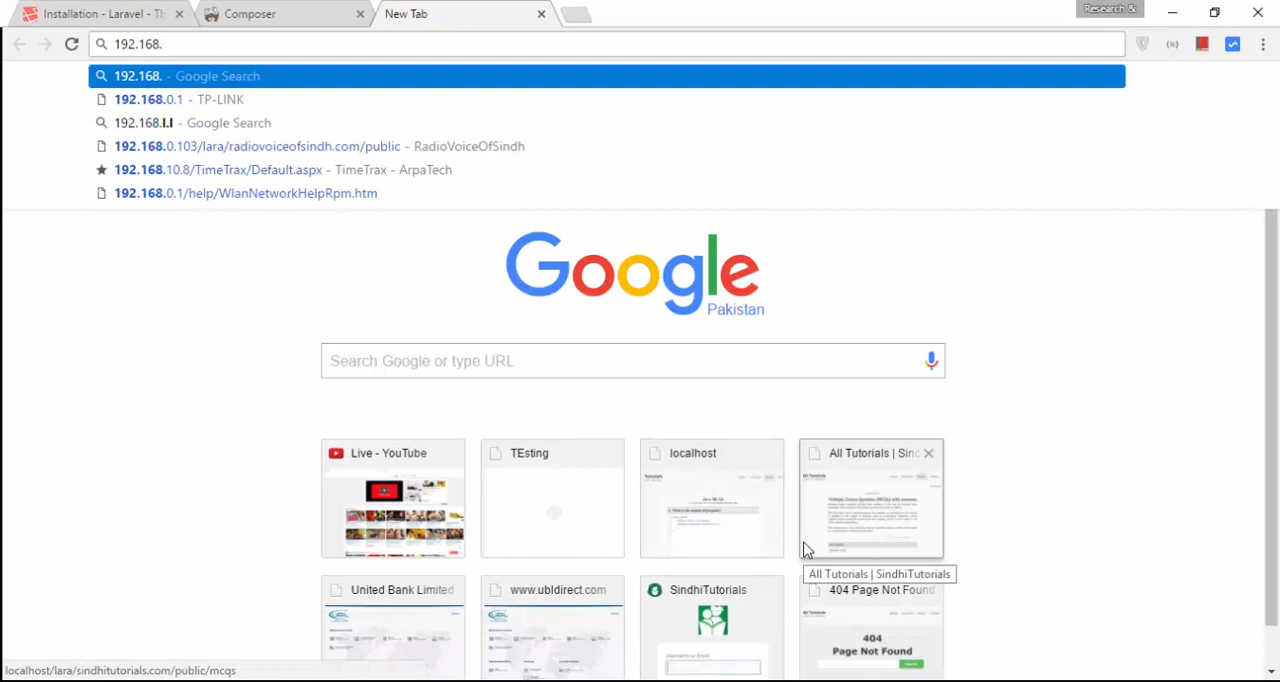 Installation - Laravel - Th
Composer
New Tab
Research &
192.168.
192.168. - Google Search
192.168.0.1 - TP-LINK
192.168.l.l - Google Search
192.168.0.103/lara/radiovoiceofsindh.com/public - RadioVoiceOfSindh
192.168.10.8/TimeTrax/Default.aspx - TimeTrax - ArpaTech
192.168.0.1/help/WlanNetworkHelpRpm.htm
Google
Pakistan
Search Google or type URL
Live - YouTube
TEsting
localhost
All Tutorials | Sind
All Tutorials | SindhiTutorials
United Bank Limited
www.ubldirect.com
SindhiTutorials
404 Page Not Found
404
Page Not Found
localhost/lara/sindhitutorials.com/public/mcqs